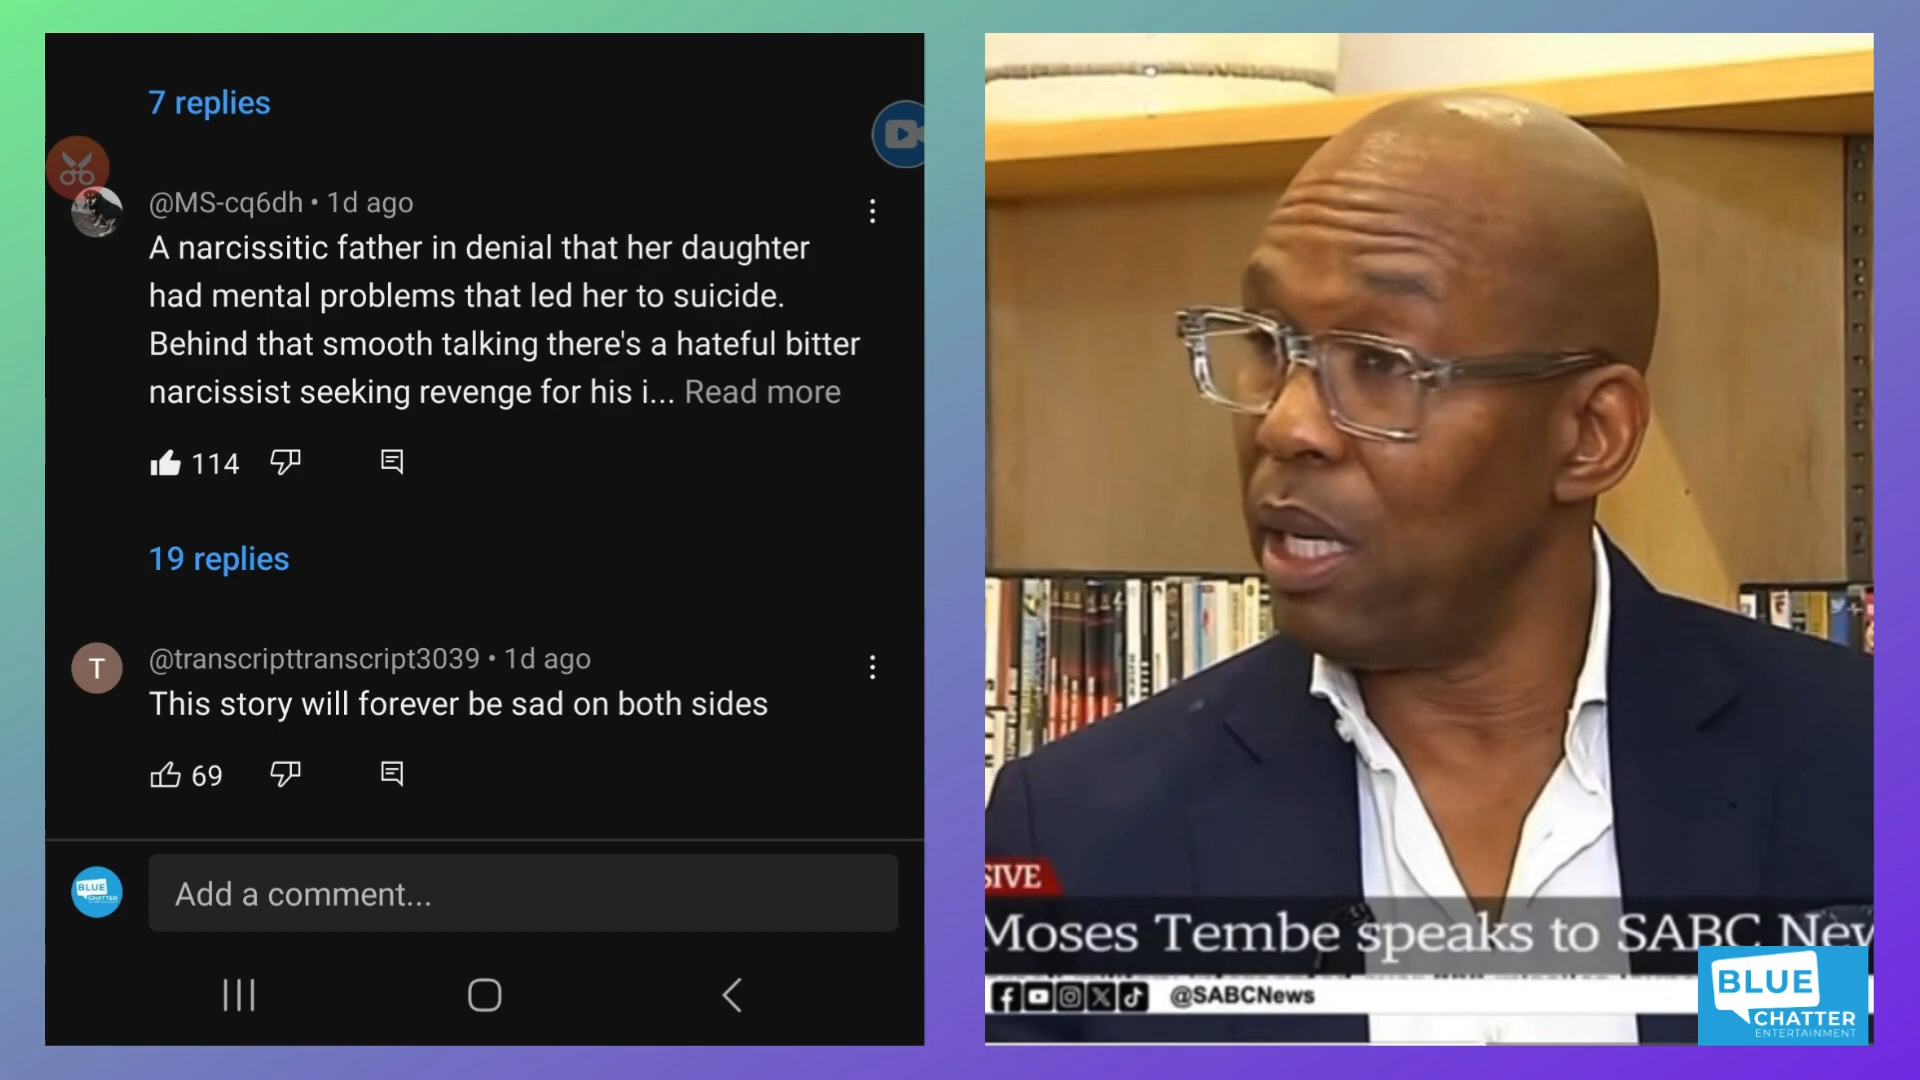 7 replies
@MS-cq6dh • 1d ago
A narcissitic father in denial that her daughter
had mental problems that led her to suicide.
Behind that smooth talking there's a hateful bitter
narcissist seeking revenge for his i... Read more
114
19 replies
T
@transcripttranscript3039 • 1d ago
This story will forever be sad on both sides
69
BLUE
CHATTER
Add a comment...
SIVE
Moses Tembe speaks to SABC New
@SABCNews
BLUE
CHATTER
ENTERTAINMENT